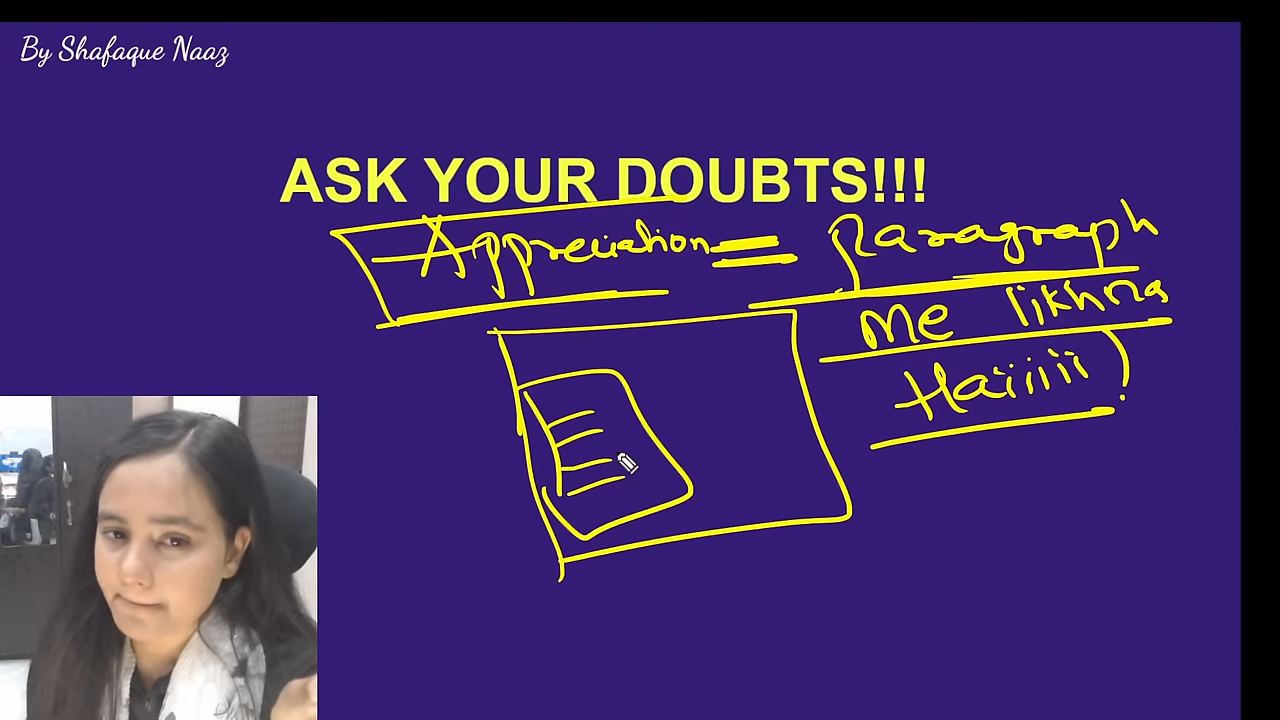 By Shafaque Naaz
ASK YOUR DOUBTS!!!
Appreciation = Paragraph
Me likhna
Haiiiii!